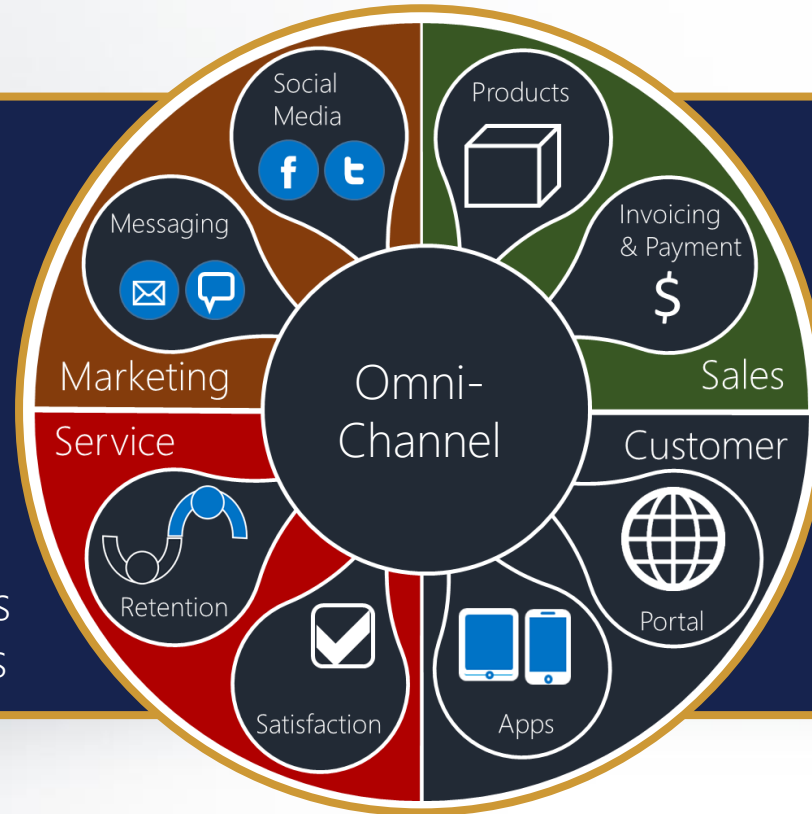 Social
Media
Products
Messaging
Invoicing
& Payment
$
Marketing
Sales
Omni-
Channel
Service
Customer
Retention
Portal
Satisfaction
Apps